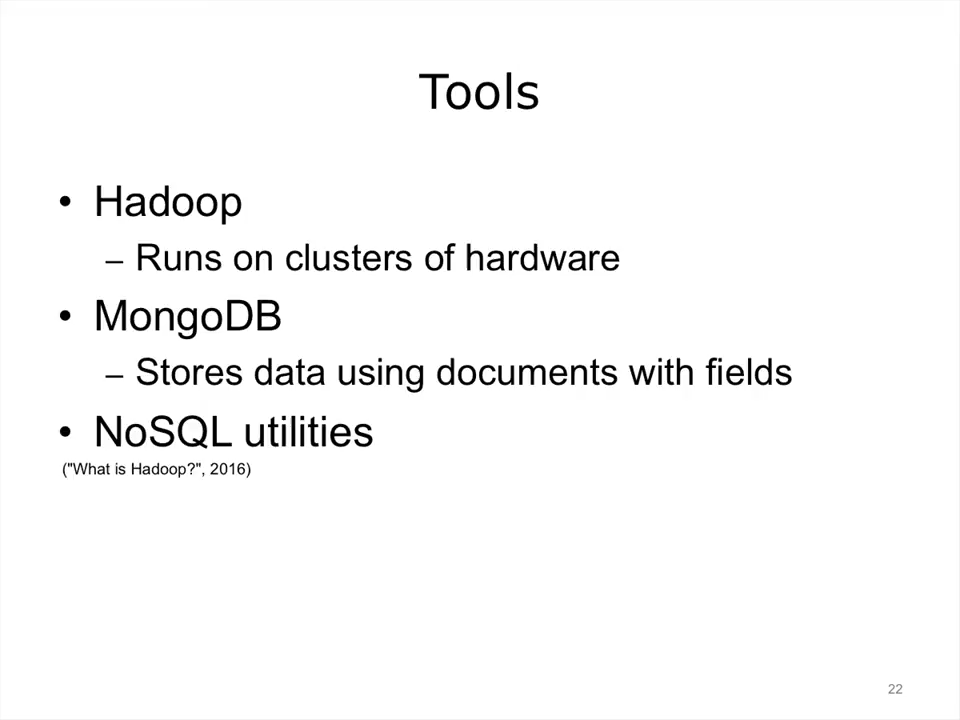 Tools
• Hadoop
– Runs on clusters of hardware
• MongoDB
– Stores data using documents with fields
• NoSQL utilities
("What is Hadoop?", 2016)
22